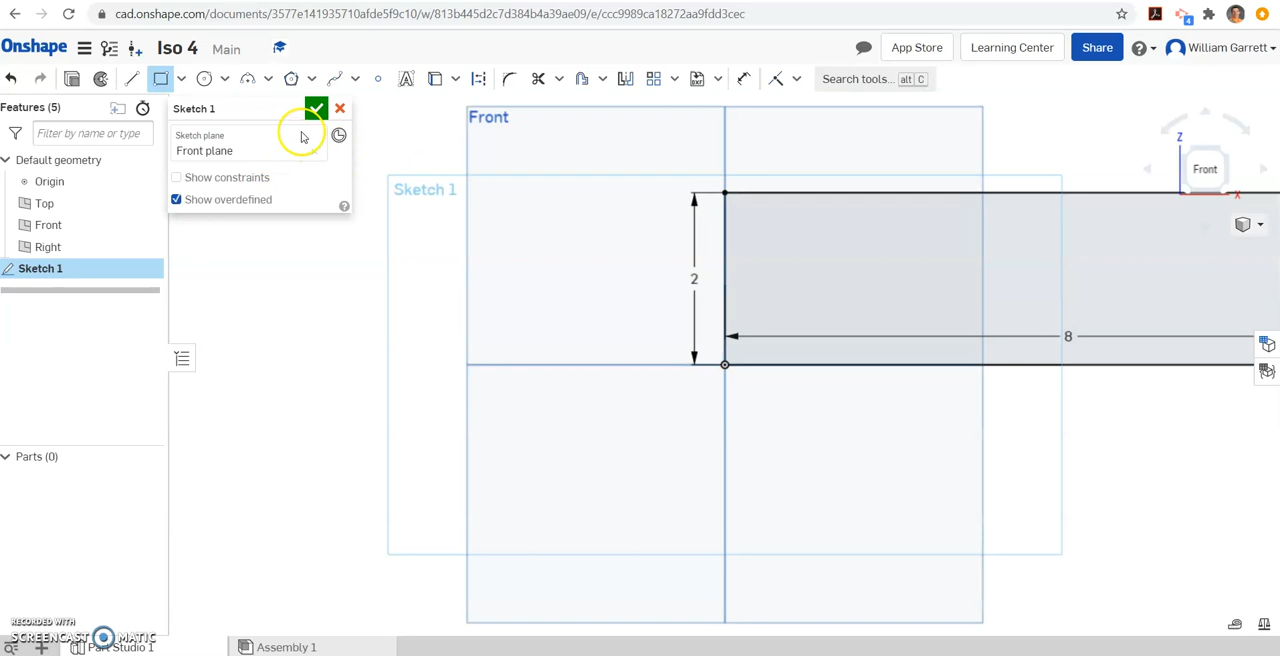 cad.onshape.com/documents/3577e141935710afde5f9c10/w/813b445d2c7d384b4a39ae09/e/ccc9989ca18272aa9fdd3cec
4
Onshape Iso 4 Main App Store Learning Center Share ? William Garrett
Search tools... alt C
Features (5)
Filter by name or type
Default geometry
Origin
Top
Front
Right
Sketch 1
Parts (0)
Sketch 1
Sketch plane
Front plane
Show constraints
Show overdefined
Front
Sketch 1
2
8
Z
Front
X
RECORDED WITH
SCREENCAST MATIC
Part Studio 1
Assembly 1